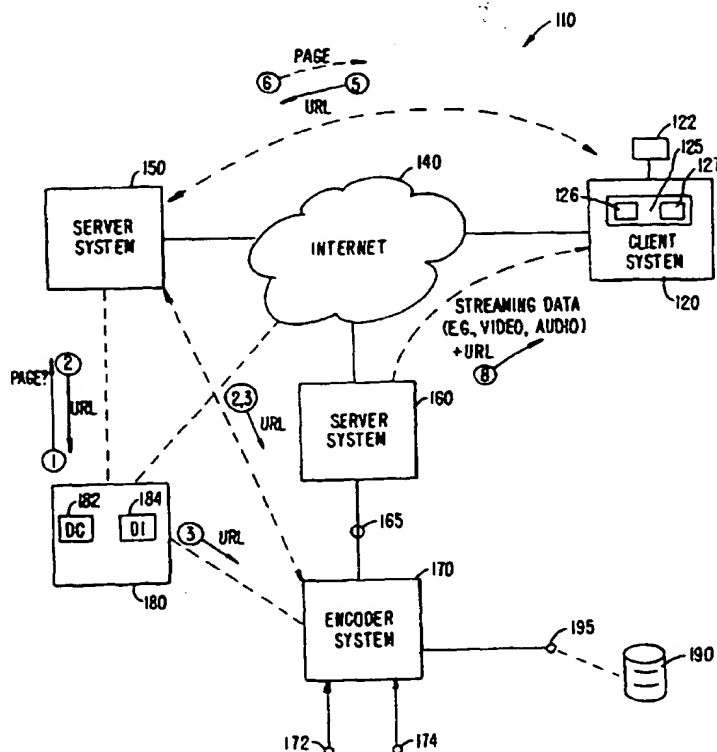 110
PAGE
6
5
URL
122
125
127
126
150
140
SERVER
SYSTEM
INTERNET
CLIENT
SYSTEM
120
STREAMING DATA
(E.G., VIDEO, AUDIO)
+URL
8
2
PAGE?
URL
1
2,3
URL
160
SERVER
SYSTEM
182
184
DC
DI
3
URL
165
170
180
ENCODER
SYSTEM
195
190
172
174